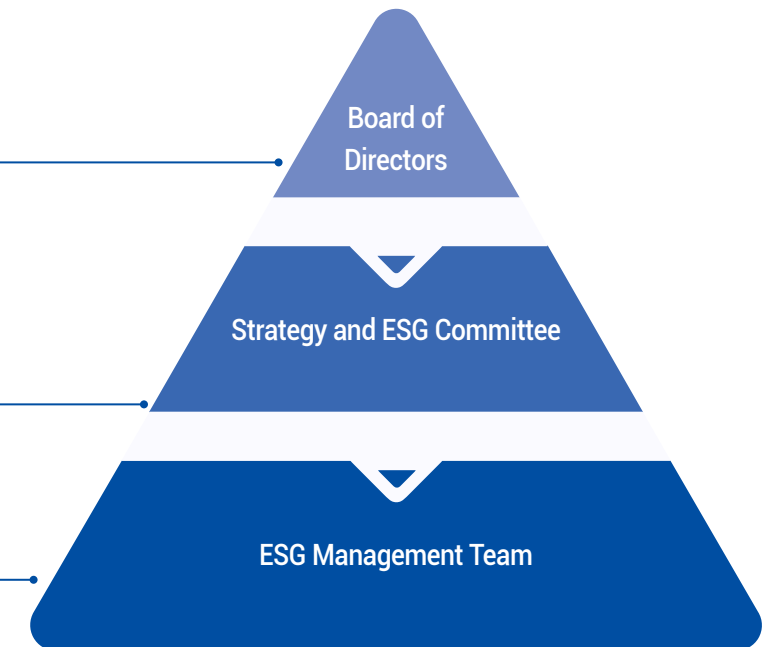 Board of
Directors
Strategy and ESG Committee
ESG Management Team